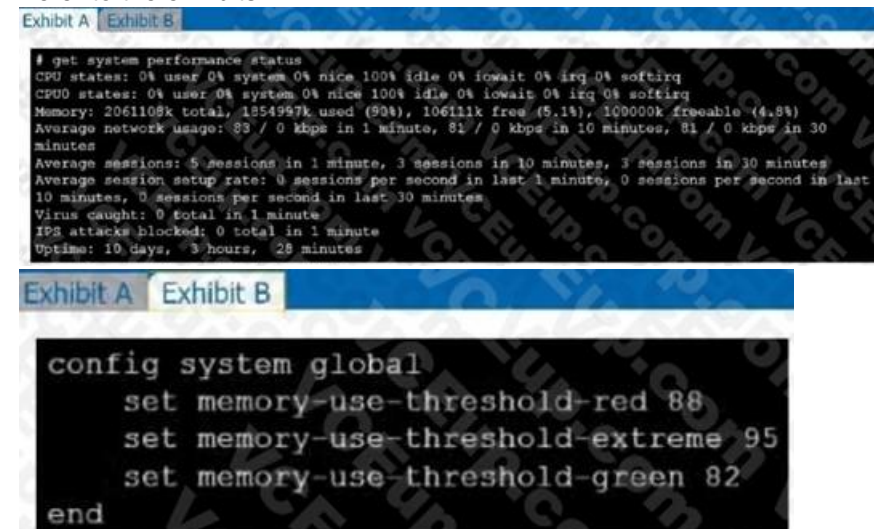 Exhibit A Exhibit B
# get system performance status
CPU states: 0% user 0% system 0% nice 100% idle 0% iowait 0% irq 0% softirq
CPU0 states: 0% user 0% system 0% nice 100% idle 0% iowait 0% irq 0% softirq
Memory: 2061108k total, 1854997k used (90%), 106111k free (5.1%), 100000k freeable (4.8%)
Average network usage: 83 / 0 kbps in 1 minute, 81 / 0 kbps in 10 minutes, 81 / 0 kbps in 30
minutes
Average sessions: 5 sessions in 1 minute, 3 sessions in 10 minutes, 3 sessions in 30 minutes
Average session setup rate: 0 sessions per second in last 1 minute, 0 sessions per second in last
10 minutes, 0 sessions per second in last 30 minutes
Virus caught: 0 total in 1 minute
IPS attacks blocked: 0 total in 1 minute
Uptime: 10 days, 3 hours, 28 minutes
Exhibit A Exhibit B
config system global
set memory-use-threshold-red 88
set memory-use-threshold-extreme 95
set memory-use-threshold-green 82
end